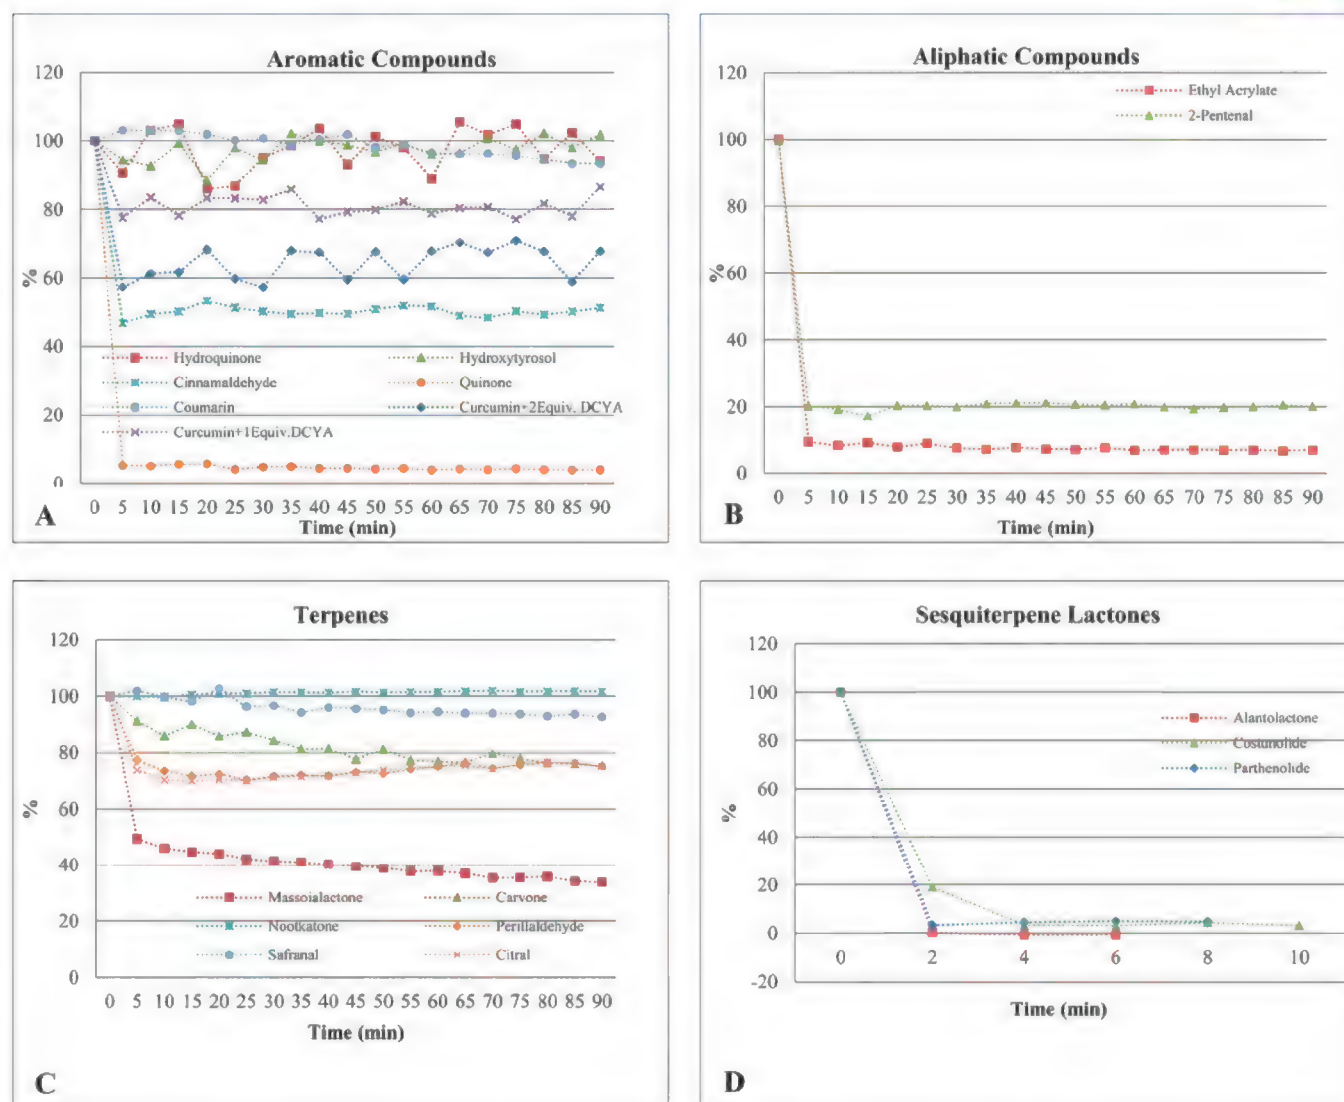 Aromatic Compounds
120
100
80
60
40
20
0
%
Hydroquinone
Hydroxytyrosol
Cinnamaldehyde
Quinone
Coumarin
Curcumin+2Equiv. DCYA
Curcumin+1Equiv.DCYA
0 5 10 15 20 25 30 35 40 45 50 55 60 65 70 75 80 85 90
Time (min)
A
Aliphatic Compounds
120
100
80
60
40
20
0
%
Ethyl Acrylate
2-Pentenal
0 5 10 15 20 25 30 35 40 45 50 55 60 65 70 75 80 85 90
Time (min)
B
Terpenes
120
100
80
60
40
20
0
%
Massoialactone
Carvone
Nootkatone
Perillaldehyde
Safranal
Citral
0 5 10 15 20 25 30 35 40 45 50 55 60 65 70 75 80 85 90
Time (min)
C
Sesquiterpene Lactones
120
100
80
60
40
20
0
-20
%
Alantolactone
Costunolide
Parthenolide
0 2 4 6 8 10
Time (min)
D